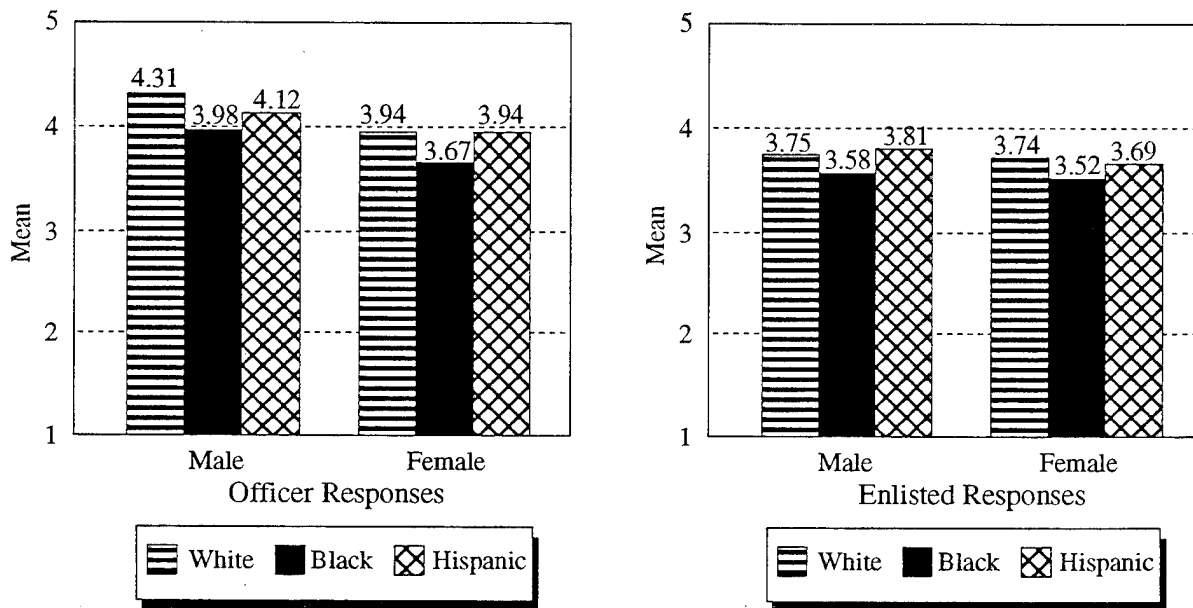 5
4
3
2
1
Mean
4.31
3.98
4.12
3.94
3.67
3.94
Male
Female
Officer Responses
White
Black
Hispanic
5
4
3
2
1
Mean
3.75
3.58
3.81
3.74
3.52
3.69
Male
Female
Enlisted Responses
White
Black
Hispanic